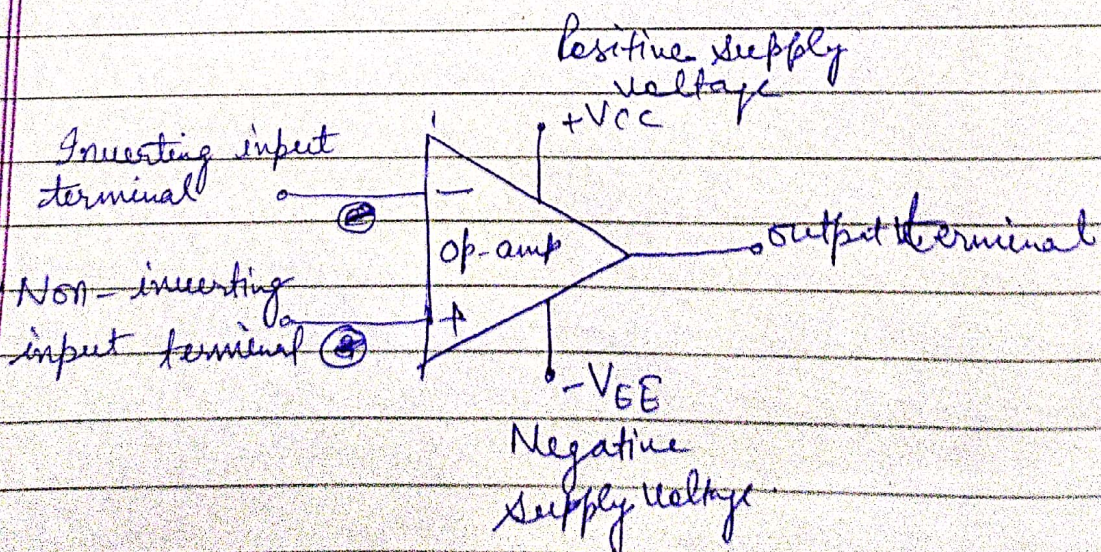 Positive supply
voltage
+VCC
Inverting input
terminal
-
op-amp
output terminal
Non-inverting
input terminal
+
-VEE
Negative
supply voltage.